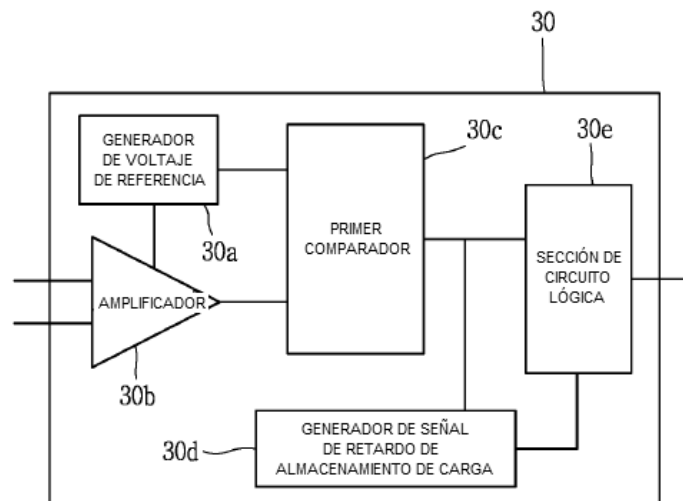 30
GENERADOR
DE VOLTAJE
DE REFERENCIA
30a
AMPLIFICADOR
30b
PRIMER
COMPARADOR
30c
30e
SECCIÓN DE
CIRCUITO
LÓGICA
30d
GENERADOR DE SEÑAL
DE RETARDO DE
ALMACENAMIENTO DE CARGA